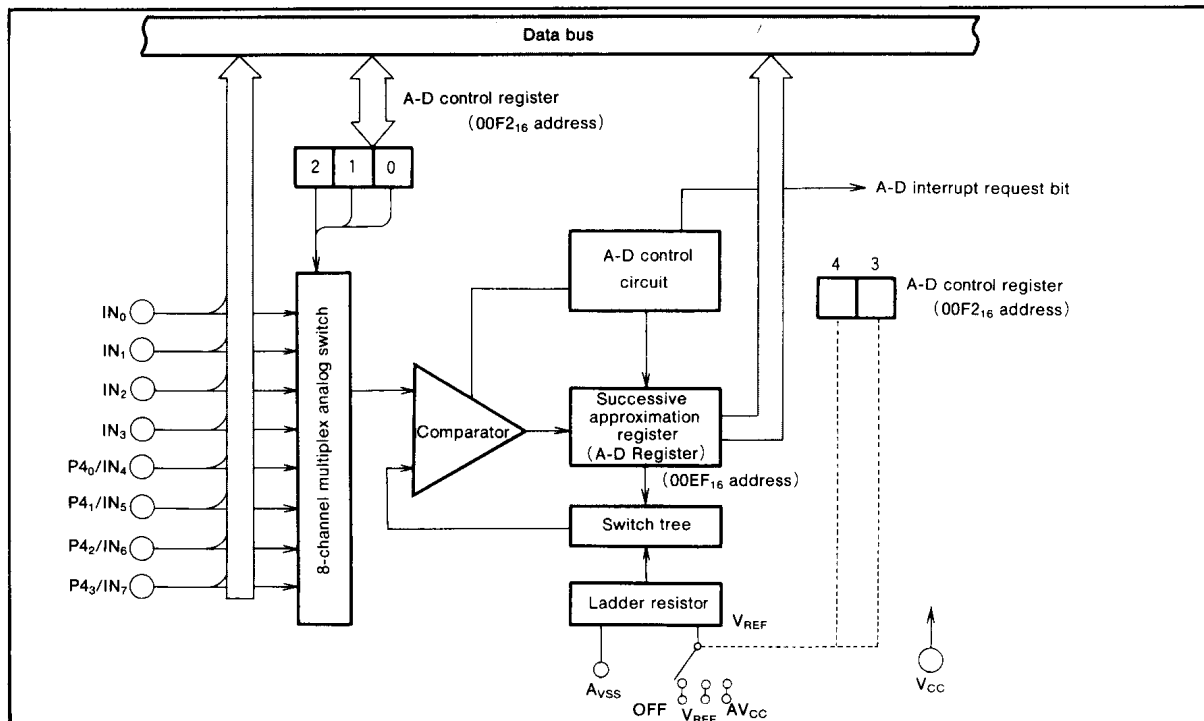 Data bus
A-D control register
(00F2₁₆ address)
2 1 0
A-D interrupt request bit
A-D control
circuit
4 3
A-D control register
(00F2₁₆ address)
8-channel multiplex analog switch
IN₀
IN₁
IN₂
IN₃
P4₀/IN₄
P4₁/IN₅
P4₂/IN₆
P4₃/IN₇
Comparator
Successive
approximation
register
(A-D Register)
(00EF₁₆ address)
Switch tree
Ladder resistor
V_REF
A_VSS
OFF V_REF AV_CC
V_CC